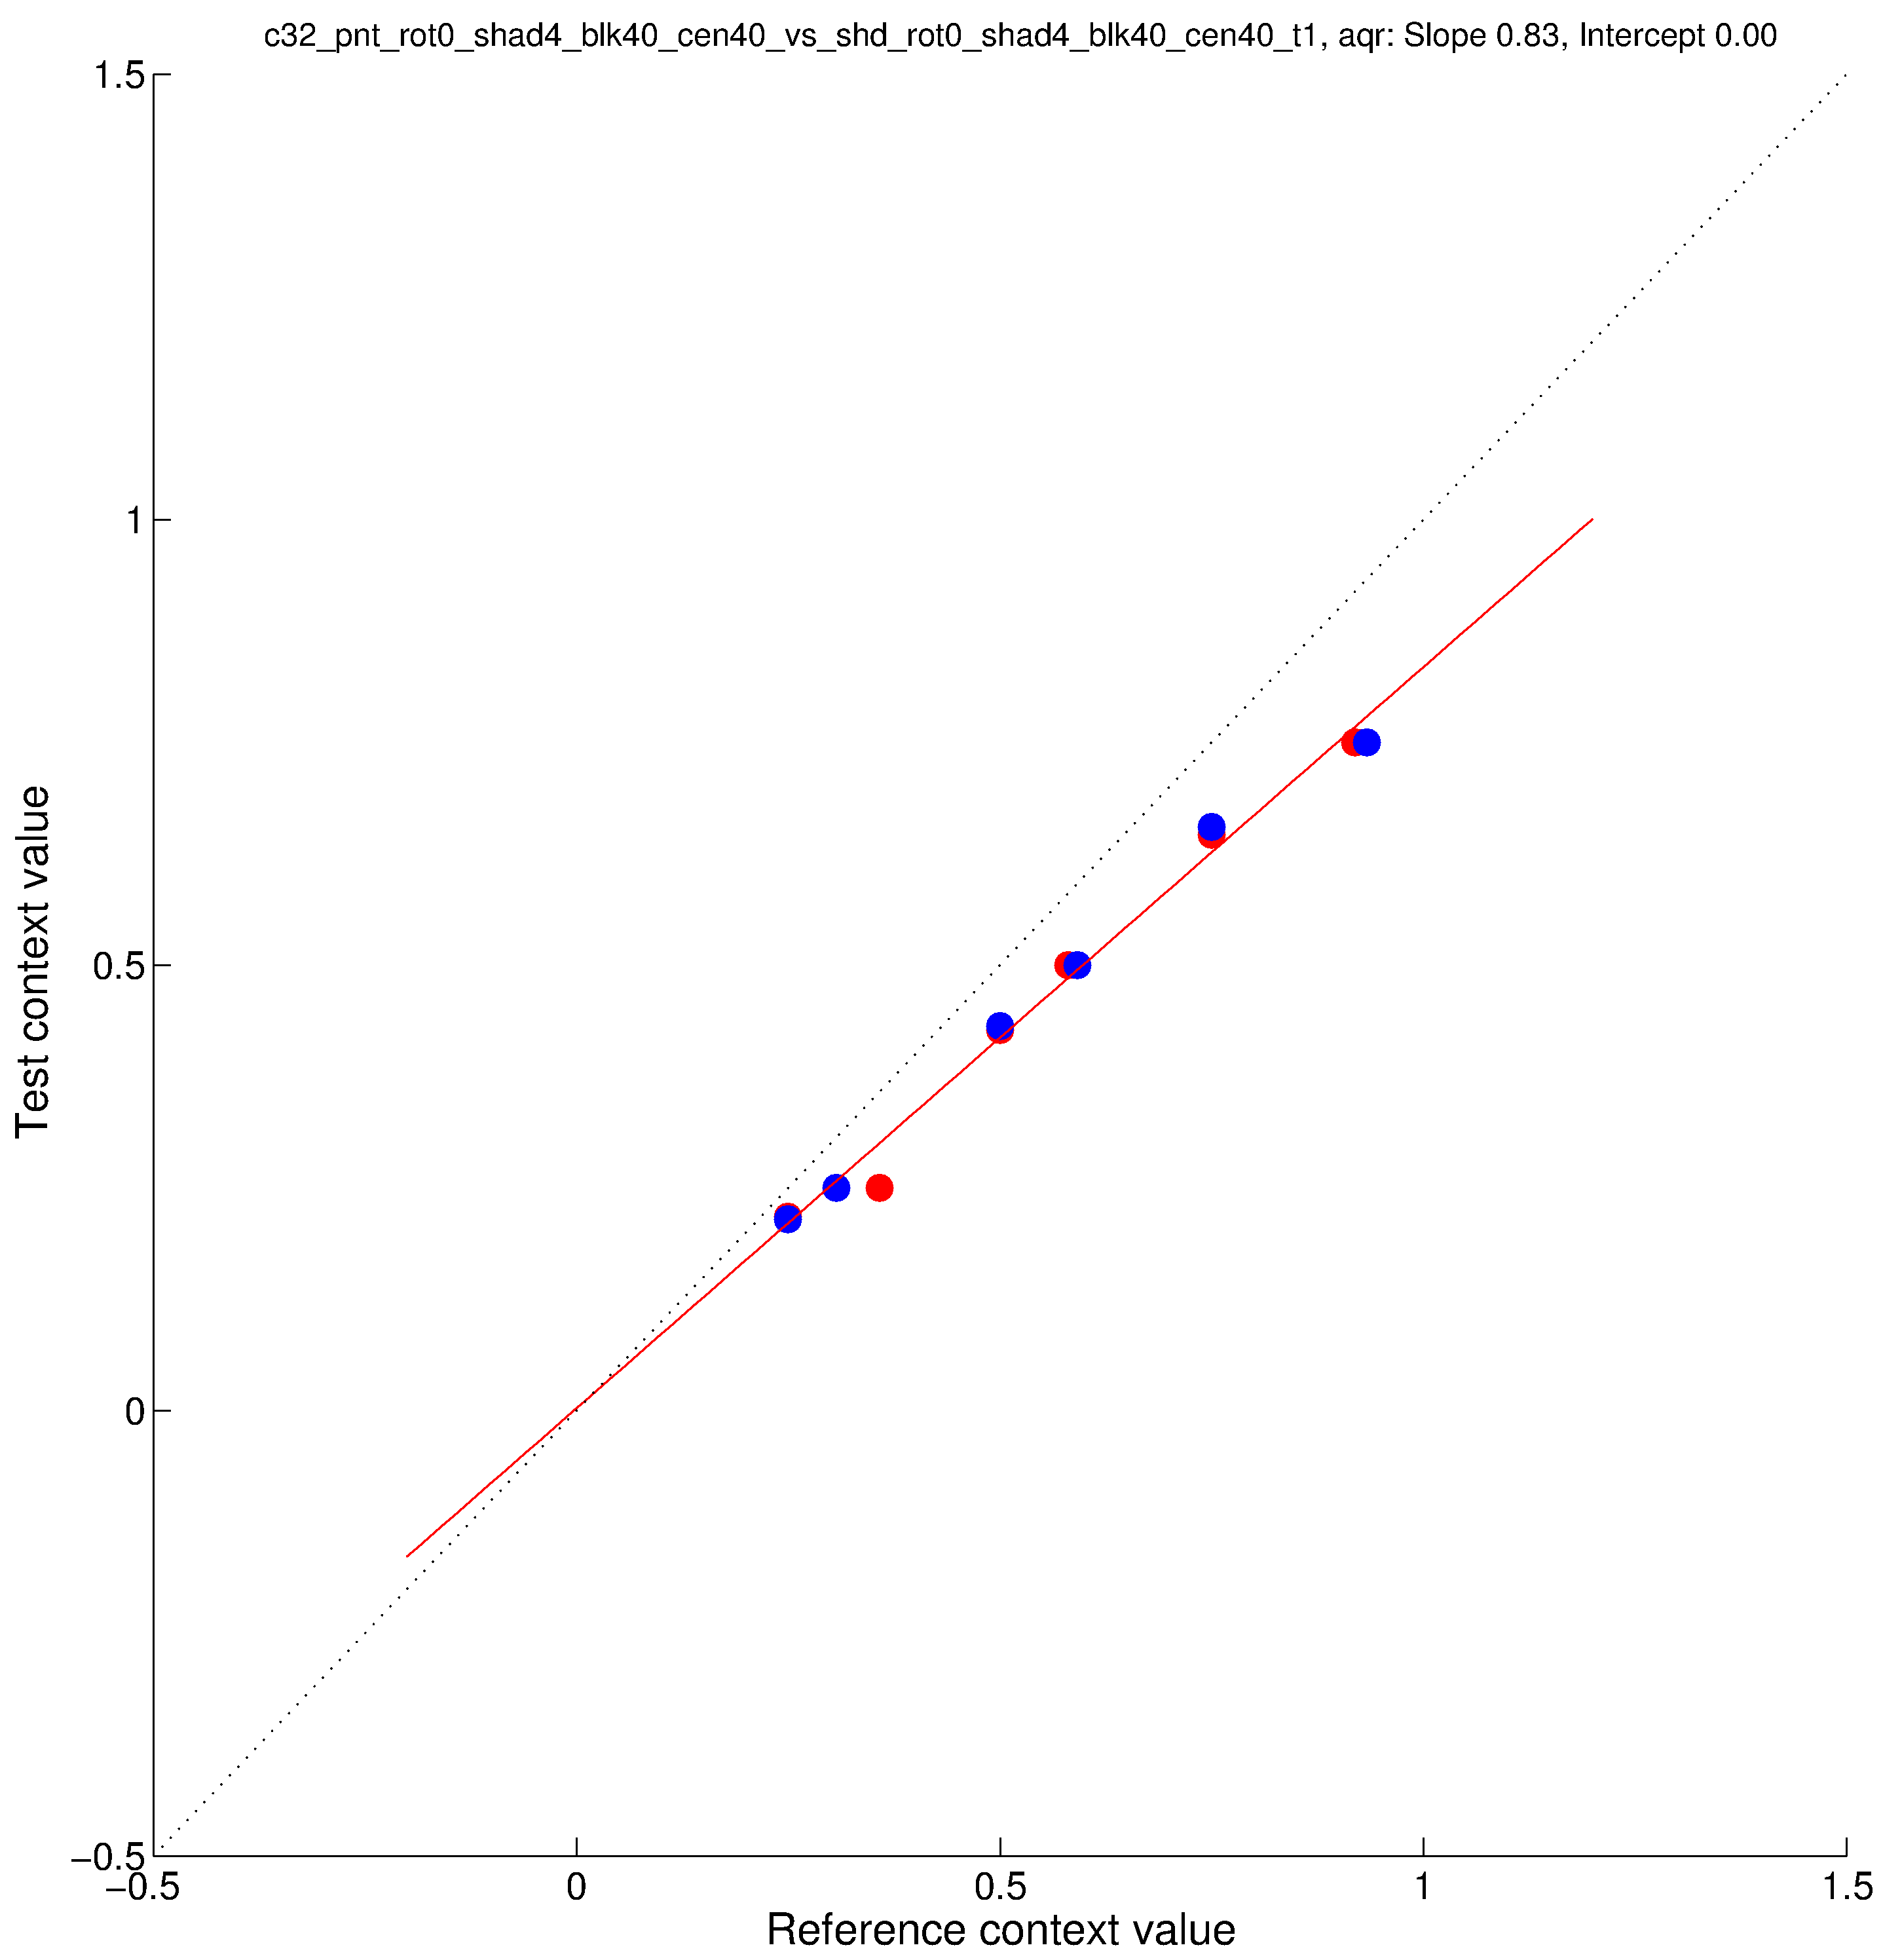 c32_pnt_rot0_shad4_blk40_cen40_vs_shd_rot0_shad4_blk40_cen40_t1, aqr: Slope 0.83, Intercept 0.00
1.5
1
0.5
0
−0.5
Test context value
−0.5 0 0.5 1 1.5
Reference context value